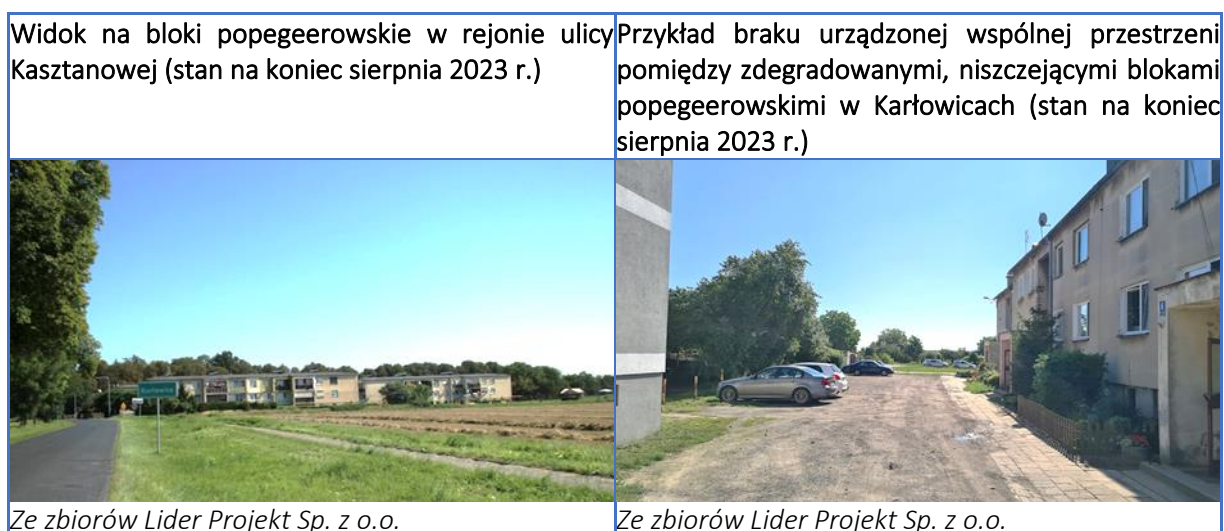 Widok na bloki popegeerowskie w rejonie ulicy
Kasztanowej (stan na koniec sierpnia 2023 r.)
Przykład braku urządzonej wspólnej przestrzeni
pomiędzy zdegradowanymi, niszczejącymi blokami
popegeerowskimi w Karłowicach (stan na koniec
sierpnia 2023 r.)
Ze zbiorów Lider Projekt Sp. z o.o.
Ze zbiorów Lider Projekt Sp. z o.o.